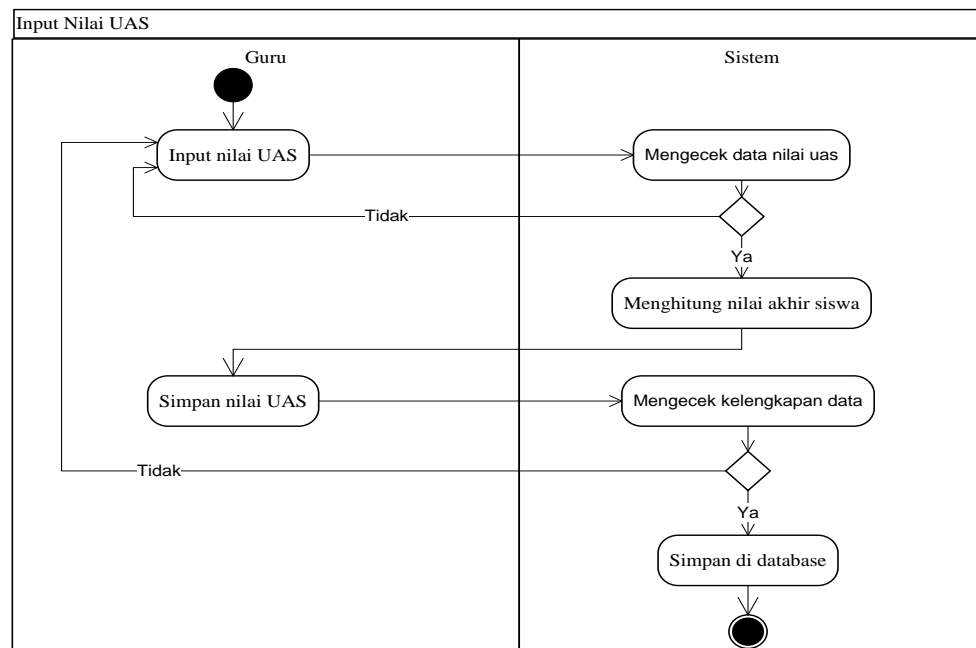 Input Nilai UAS
Guru
Sistem
Input nilai UAS
Mengecek data nilai uas
Tidak
Ya
Menghitung nilai akhir siswa
Simpan nilai UAS
Mengecek kelengkapan data
Tidak
Ya
Simpan di database